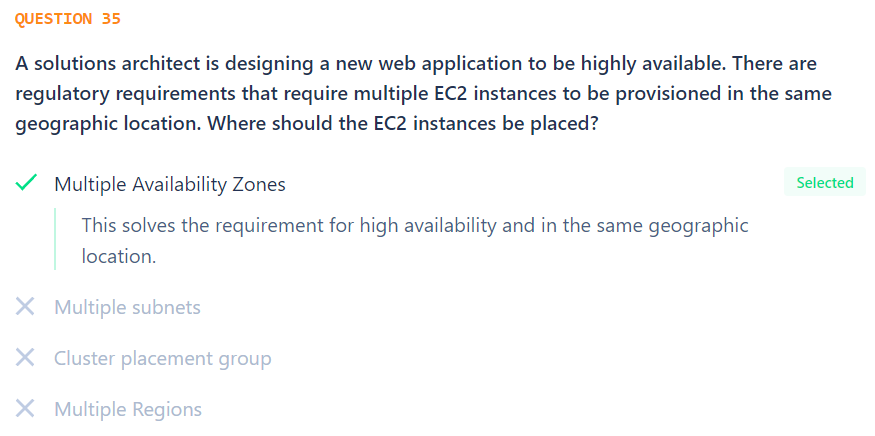 QUESTION 35
A solutions architect is designing a new web application to be highly available. There are
regulatory requirements that require multiple EC2 instances to be provisioned in the same
geographic location. Where should the EC2 instances be placed?
Multiple Availability Zones
Selected
This solves the requirement for high availability and in the same geographic
location.
Multiple subnets
Cluster placement group
Multiple Regions